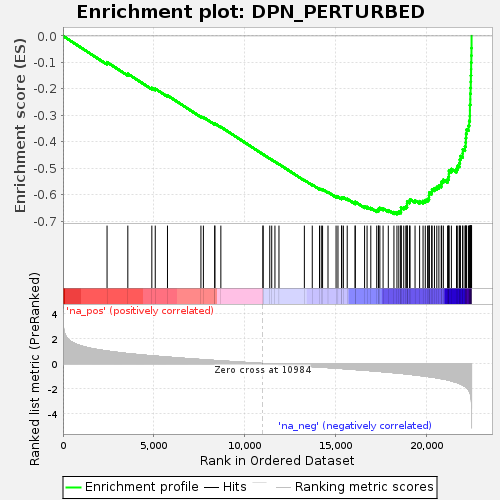 Enrichment plot: DPN_PERTURBED
Enrichment score (ES)
0.0
-0.1
-0.2
-0.3
-0.4
-0.5
-0.6
-0.7
'na_pos' (positively correlated)
Ranked list metric (PreRanked)
4
2
0
-2
-4
Zero cross at 10984
'na_neg' (negatively correlated)
0 5,000 10,000 15,000 20,000
Rank in Ordered Dataset
Enrichment profile Hits Ranking metric scores